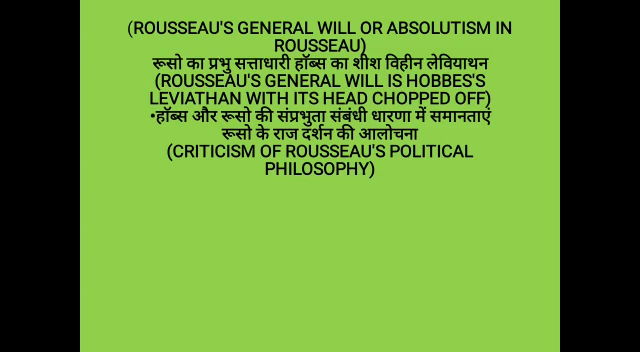 (ROUSSEAU'S GENERAL WILL OR ABSOLUTISM IN
ROUSSEAU)
रूसो का प्रभु सत्ताधारी हॉब्स का शीश विहीन लेवियाथन
(ROUSSEAU'S GENERAL WILL IS HOBBES'S
LEVIATHAN WITH ITS HEAD CHOPPED OFF)
•हॉब्स और रूसो की संप्रभुता संबंधी धारणा में समानताएं
रूसो के राज दर्शन की आलोचना
(CRITICISM OF ROUSSEAU'S POLITICAL
PHILOSOPHY)